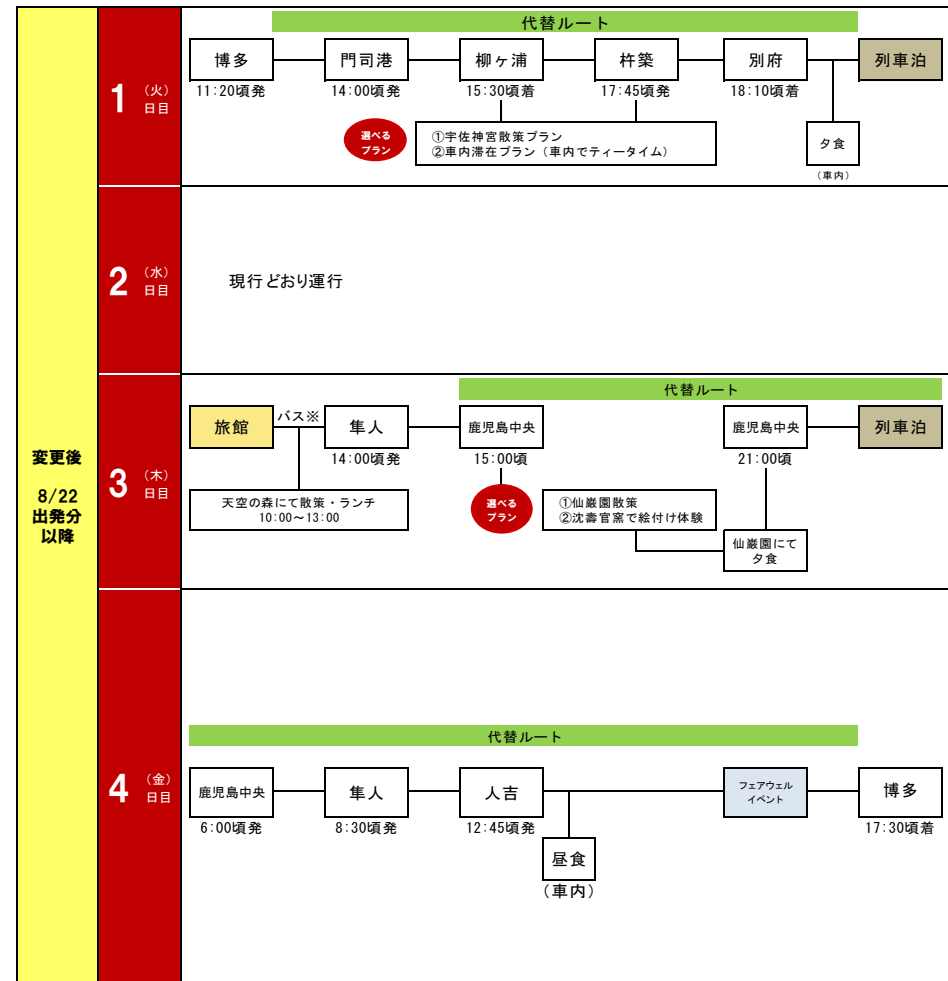 変更後
8/22
出発分
以降
1
(火)
日目
代替ルート
博多
門司港
柳ヶ浦
杵築
別府
列車泊
11:20頃発
14:00頃発
15:30頃着
17:45頃発
18:10頃着
選べる
プラン
①宇佐神宮散策プラン
②車内滞在プラン（車内でティータイム）
夕食
（車内）
2
(水)
日目
現行どおり運行
3
(木)
日目
代替ルート
旅館
バス※
隼人
鹿児島中央
鹿児島中央
列車泊
14:00頃発
15:00頃
21:00頃
天空の森にて散策・ランチ
10:00～13:00
選べる
プラン
①仙巌園散策
②沈壽官窯で絵付け体験
仙巌園にて
夕食
4
(金)
日目
代替ルート
鹿児島中央
隼人
人吉
フェアウェル
イベント
博多
6:00頃発
8:30頃発
12:45頃発
17:30頃着
昼食
（車内）